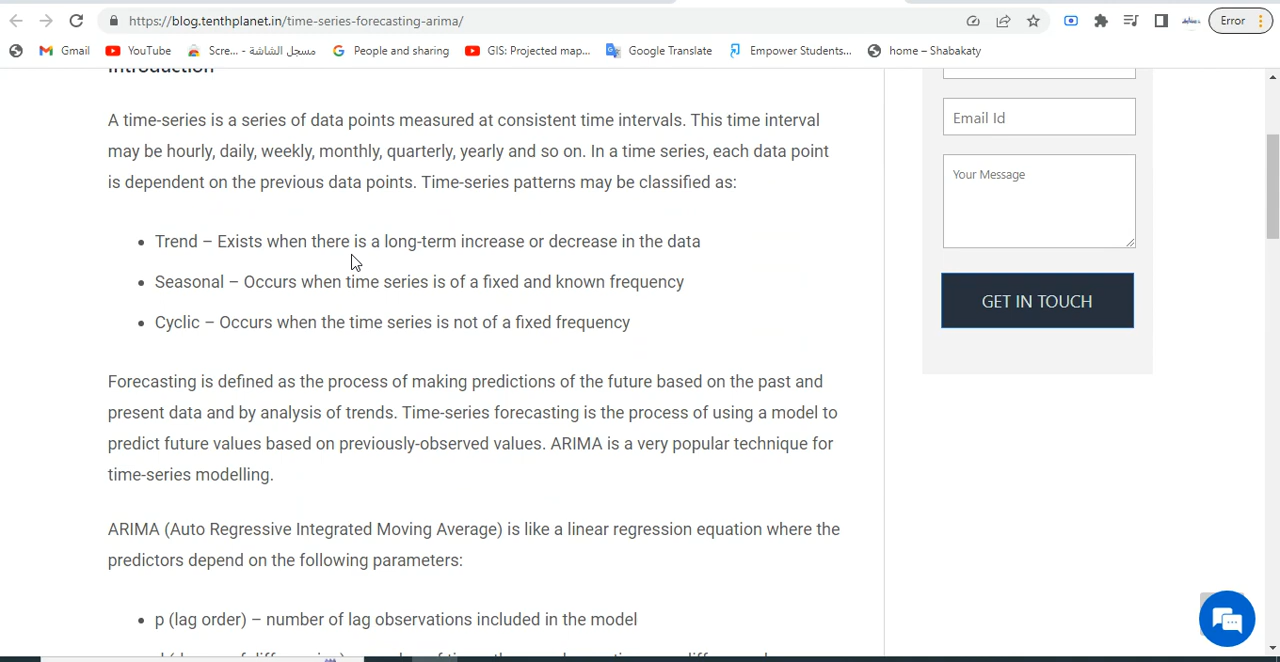 https://blog.tenthplanet.in/time-series-forecasting-arima/
Error
Gmail
YouTube
Scre... - مسجل الشاشة
People and sharing
GIS: Projected map...
Google Translate
Empower Students...
home – Shabakaty
Introduction
A time-series is a series of data points measured at consistent time intervals. This time interval
may be hourly, daily, weekly, monthly, quarterly, yearly and so on. In a time series, each data point
is dependent on the previous data points. Time-series patterns may be classified as:
• Trend – Exists when there is a long-term increase or decrease in the data
• Seasonal – Occurs when time series is of a fixed and known frequency
• Cyclic – Occurs when the time series is not of a fixed frequency
Forecasting is defined as the process of making predictions of the future based on the past and
present data and by analysis of trends. Time-series forecasting is the process of using a model to
predict future values based on previously-observed values. ARIMA is a very popular technique for
time-series modelling.
ARIMA (Auto Regressive Integrated Moving Average) is like a linear regression equation where the
predictors depend on the following parameters:
• p (lag order) – number of lag observations included in the model
Email Id
Your Message
GET IN TOUCH